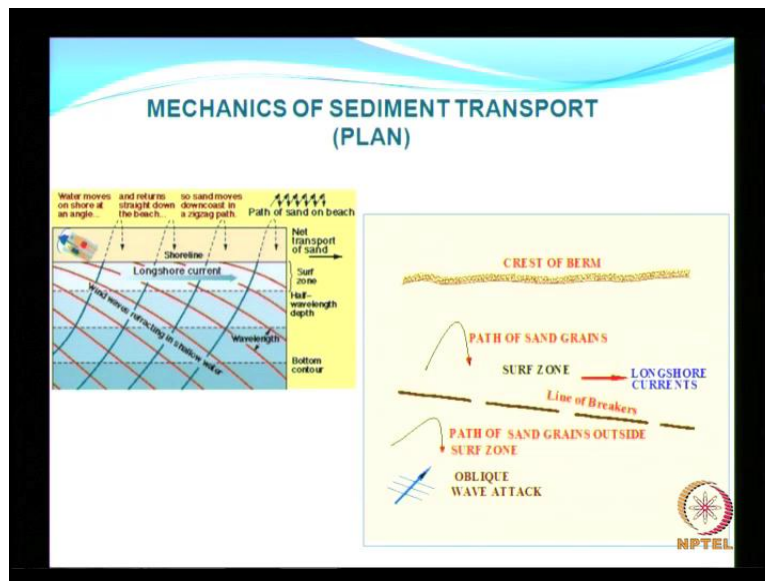 MECHANICS OF SEDIMENT TRANSPORT
(PLAN)
Water moves
on shore at
an angle...
and returns
straight down
the beach...
so sand moves
downcoast in
a zigzag path.
Path of sand on beach
Net
transport
of sand
Shoreline
Longshore current
Surf
zone
Half-
wavelength
depth
Wind waves refracting in shallow water
Wavelength
Bottom
contour
CREST OF BERM
PATH OF SAND GRAINS
SURF ZONE
LONGSHORE
CURRENTS
Line of Breakers
PATH OF SAND GRAINS OUTSIDE
SURF ZONE
OBLIQUE
WAVE ATTACK
NPTEL